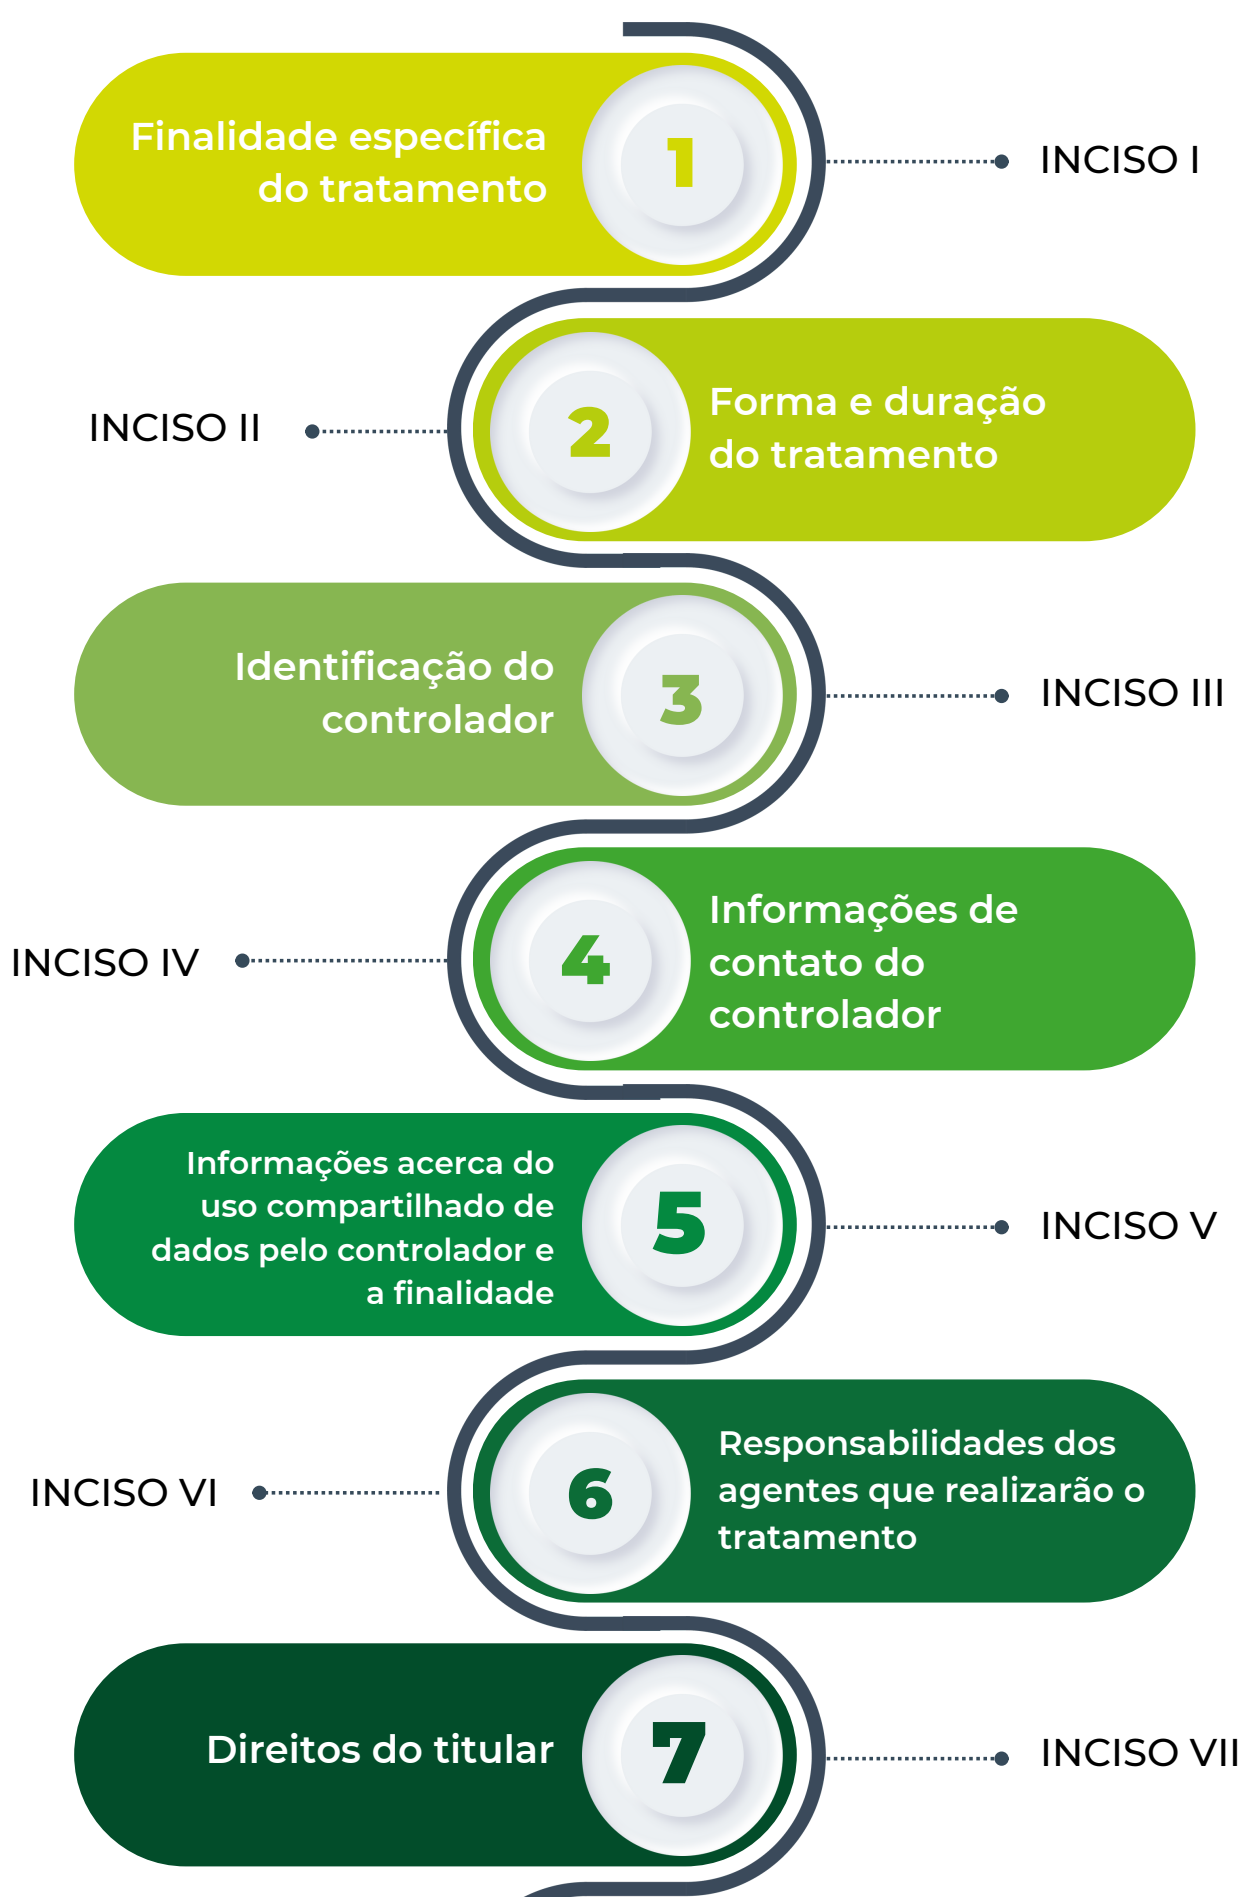 Finalidade específica
do tratamento
1
INCISO I
INCISO II
2
Forma e duração
do tratamento
Identificação do
controlador
3
INCISO III
INCISO IV
4
Informações de
contato do
controlador
Informações acerca do
uso compartilhado de
dados pelo controlador e
a finalidade
5
INCISO V
INCISO VI
6
Responsabilidades dos
agentes que realizarão o
tratamento
Direitos do titular
7
INCISO VII